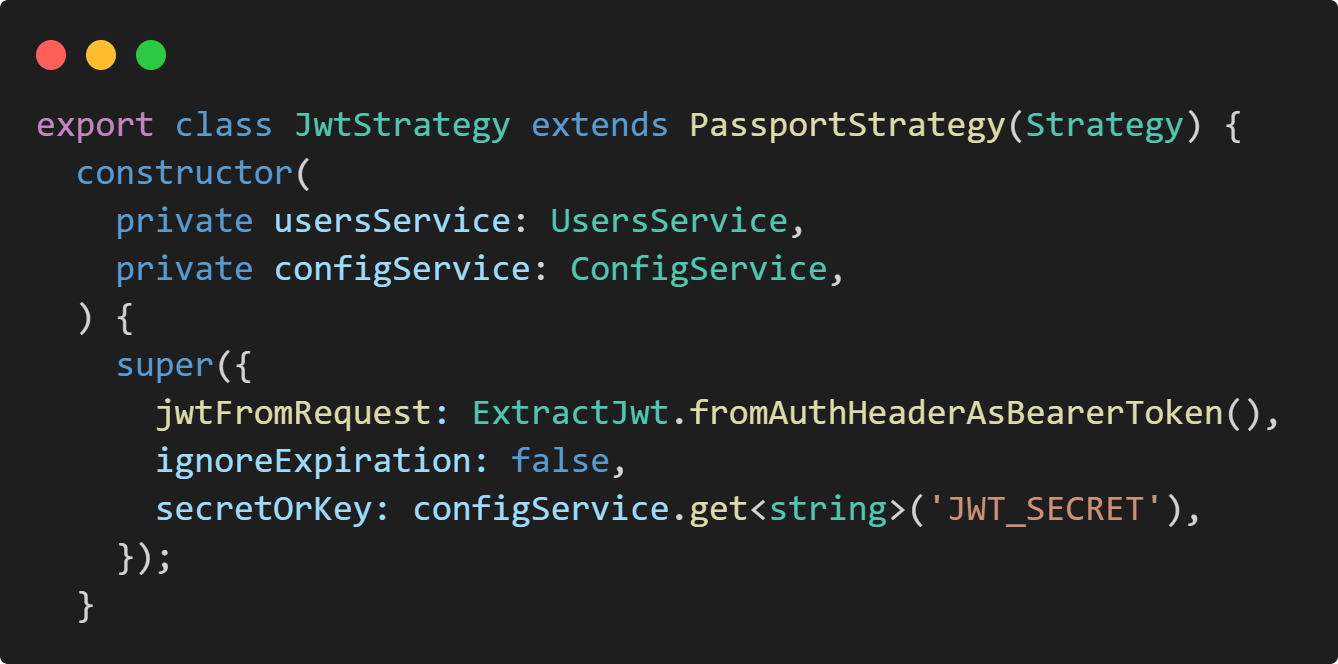 export class JwtStrategy extends PassportStrategy(Strategy) {
  constructor(
    private usersService: UsersService,
    private configService: ConfigService,
  ) {
    super({
      jwtFromRequest: ExtractJwt.fromAuthHeaderAsBearerToken(),
      ignoreExpiration: false,
      secretOrKey: configService.get<string>('JWT_SECRET'),
    });
  }